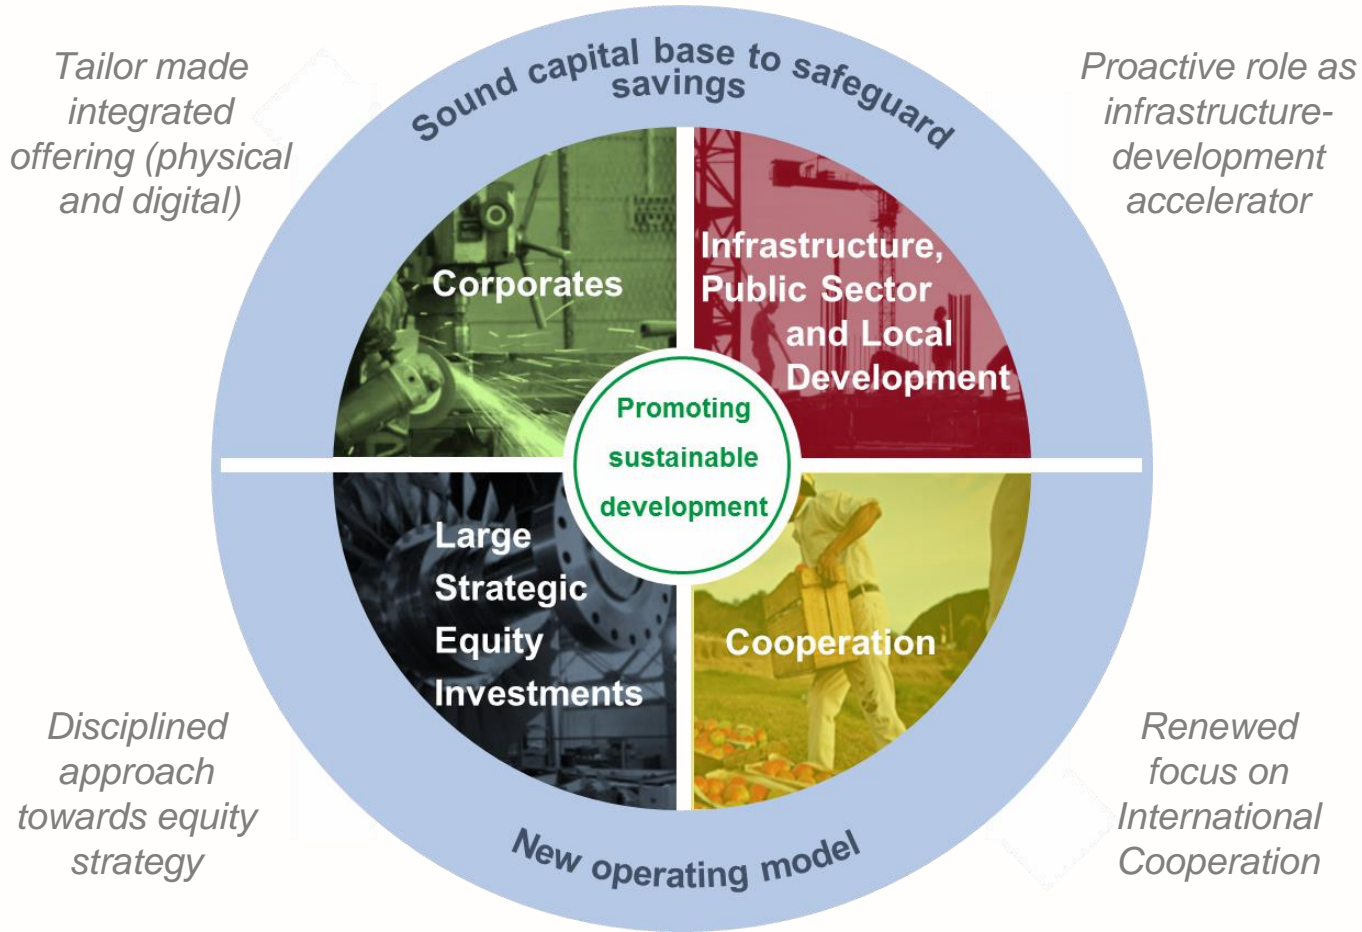 Tailor made
integrated
offering (physical
and digital)
Sound capital base to safeguard
savings
Proactive role as
infrastructure-
development
accelerator
Corporates
Infrastructure,
Public Sector
and Local
Development
Promoting
sustainable
development
Large
Strategic
Equity
Investments
Cooperation
Disciplined
approach
towards equity
strategy
New operating model
Renewed
focus on
International
Cooperation